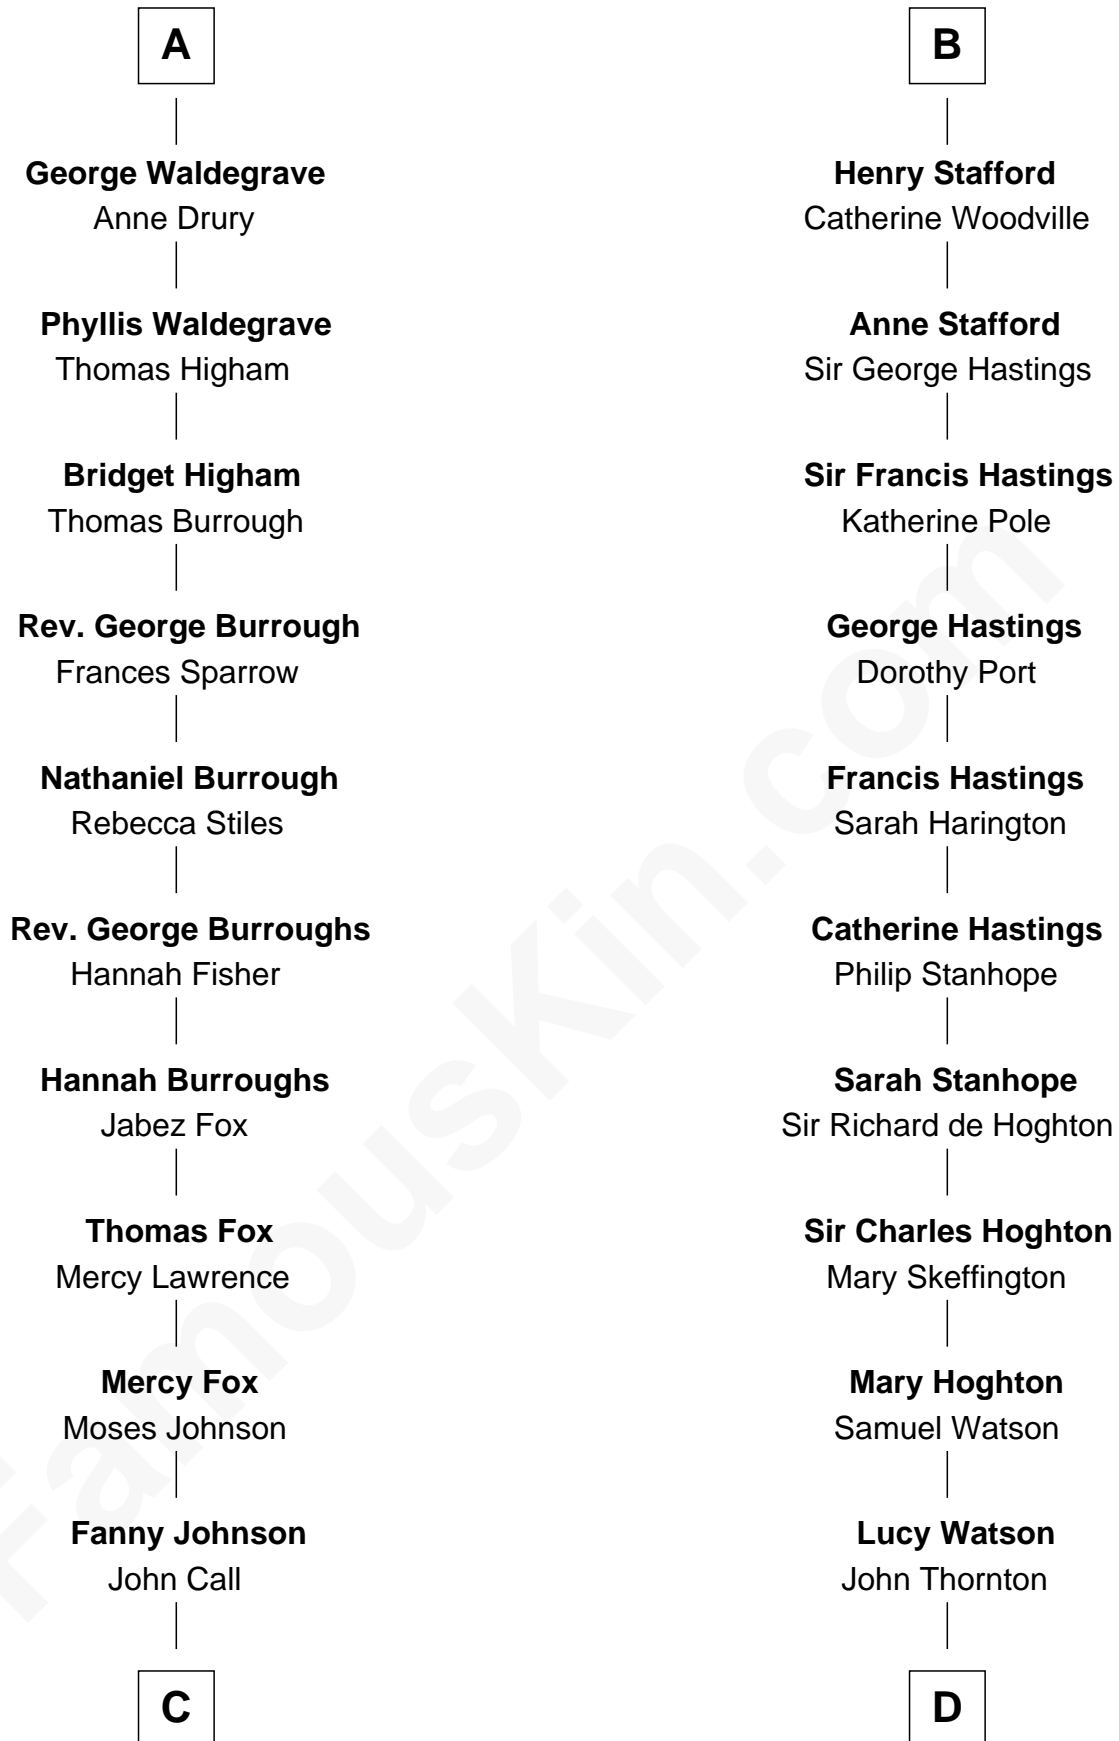 A
George Waldegrave
Anne Drury
Phyllis Waldegrave
Thomas Higham
Bridget Higham
Thomas Burrough
Rev. George Burrough
Frances Sparrow
Nathaniel Burrough
Rebecca Stiles
Rev. George Burroughs
Hannah Fisher
Hannah Burroughs
Jabez Fox
Thomas Fox
Mercy Lawrence
Mercy Fox
Moses Johnson
Fanny Johnson
John Call
C
B
Henry Stafford
Catherine Woodville
Anne Stafford
Sir George Hastings
Sir Francis Hastings
Katherine Pole
George Hastings
Dorothy Port
Francis Hastings
Sarah Harington
Catherine Hastings
Philip Stanhope
Sarah Stanhope
Sir Richard de Hoghton
Sir Charles Hoghton
Mary Skeffington
Mary Hoghton
Samuel Watson
Lucy Watson
John Thornton
D
FamousKin.com